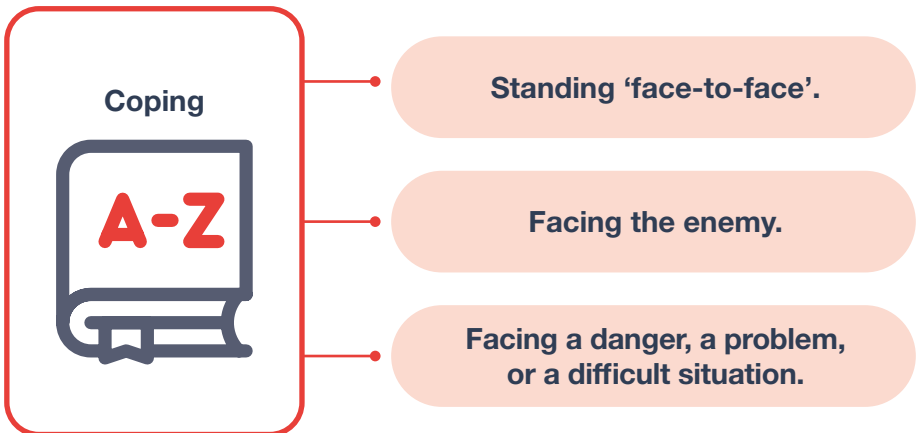 Coping
A-Z
Standing ‘face-to-face’.
Facing the enemy.
Facing a danger, a problem,
or a difficult situation.